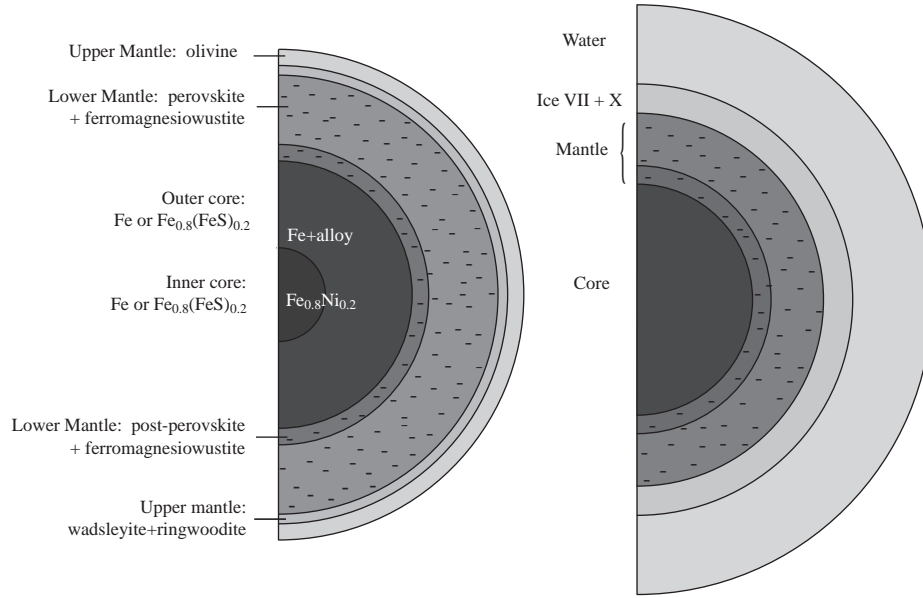 Upper Mantle: olivine
Lower Mantle: perovskite
+ ferromagnesiowustite
Outer core:
Fe or Fe0.8(FeS)0.2
Fe+alloy
Inner core:
Fe or Fe0.8(FeS)0.2
Fe0.8Ni0.2
Lower Mantle: post-perovskite
+ ferromagnesiowustite
Upper mantle:
wadsleyite+ringwoodite
Water
Ice VII + X
Mantle
Core